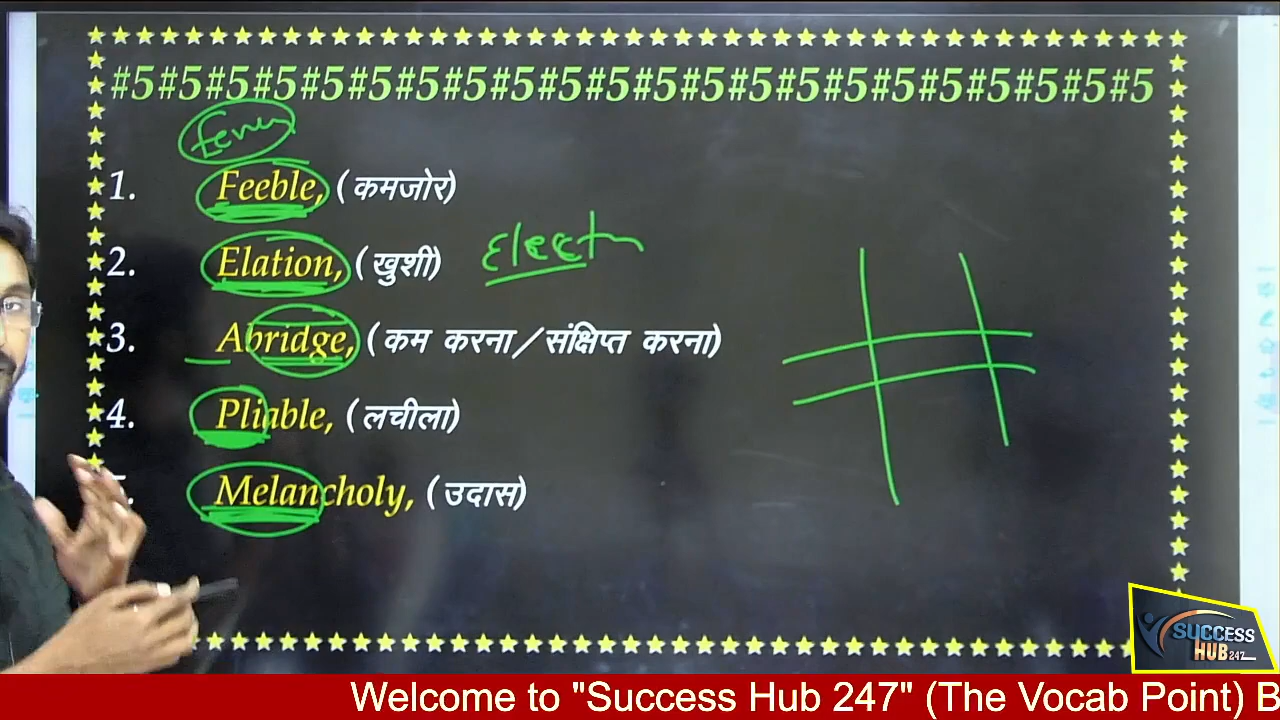 #5#5#5#5#5#5#5#5#5#5#5#5#5#5#5#5#5#5#5#5#5#5
1. Feeble, (कमजोर)
2. Elation, (खुशी)
3. Abridge, (कम करना/संक्षिप्त करना)
4. Pliable, (लचीला)
Melancholy, (उदास)
SUCCESS
HUB 247
Welcome to "Success Hub 247" (The Vocab Point) B